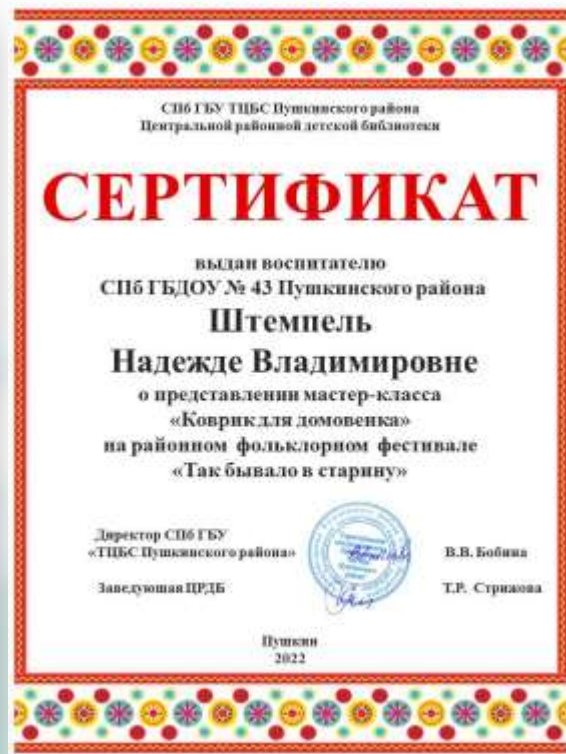 СПб ГБУ ТЦБС Пушкинского района
Центральной районной детской библиотеки
СЕРТИФИКАТ
выдан воспитателю
СПб ГБДОУ № 43 Пушкинского района
Штемпель
Надежде Владимировне
о представлении мастер-класса
«Коврик для домовенка»
на районном фольклорном фестивале
«Так бывало в старину»
Директор СПб ГБУ
«ТЦБС Пушкинского района» В.В. Бобина
Заведующая ЦРДБ Т.Р. Стрижова
Пушкин
2022